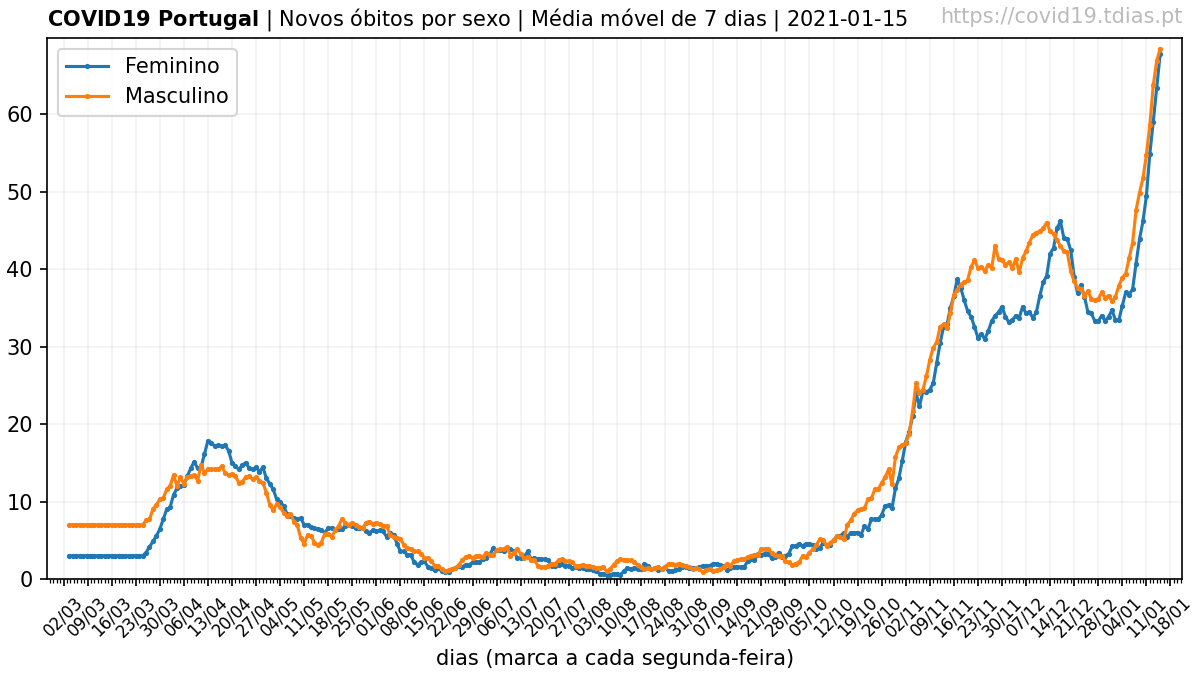 COVID19 Portugal | Novos óbitos por sexo | Média móvel de 7 dias | 2021-01-15 https://covid19.tdias.pt
Feminino
Masculino
60
50
40
30
20
10
0
02/03 09/03 16/03 23/03 30/03 06/04 13/04 20/04 27/04 04/05 11/05 18/05 25/05 01/06 08/06 15/06 22/06 29/06 06/07 13/07 20/07 27/07 03/08 10/08 17/08 24/08 31/08 07/09 14/09 21/09 28/09 05/10 12/10 19/10 26/10 02/11 09/11 16/11 23/11 30/11 07/12 14/12 21/12 28/12 04/01 11/01 18/01
dias (marca a cada segunda-feira)